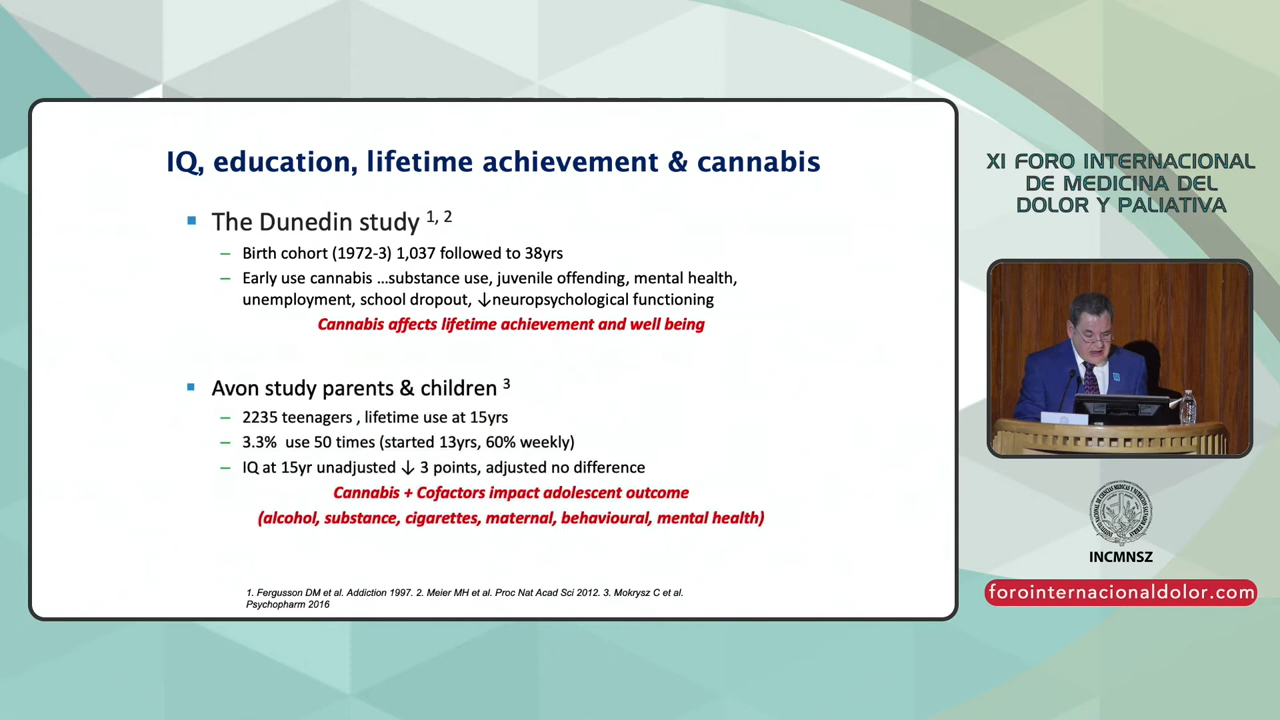 IQ, education, lifetime achievement & cannabis
▪ The Dunedin study 1, 2
– Birth cohort (1972-3) 1,037 followed to 38yrs
– Early use cannabis ...substance use, juvenile offending, mental health,
unemployment, school dropout, ↓neuropsychological functioning
Cannabis affects lifetime achievement and well being
▪ Avon study parents & children 3
– 2235 teenagers , lifetime use at 15yrs
– 3.3% use 50 times (started 13yrs, 60% weekly)
– IQ at 15yr unadjusted ↓ 3 points, adjusted no difference
Cannabis + Cofactors impact adolescent outcome
(alcohol, substance, cigarettes, maternal, behavioural, mental health)
1. Fergusson DM et al. Addiction 1997. 2. Meier MH et al. Proc Nat Acad Sci 2012. 3. Mokrysz C et al.
Psychopharm 2016
XI FORO INTERNACIONAL
DE MEDICINA DEL
DOLOR Y PALIATIVA
INCMNSZ
forointernacionaldolor.com